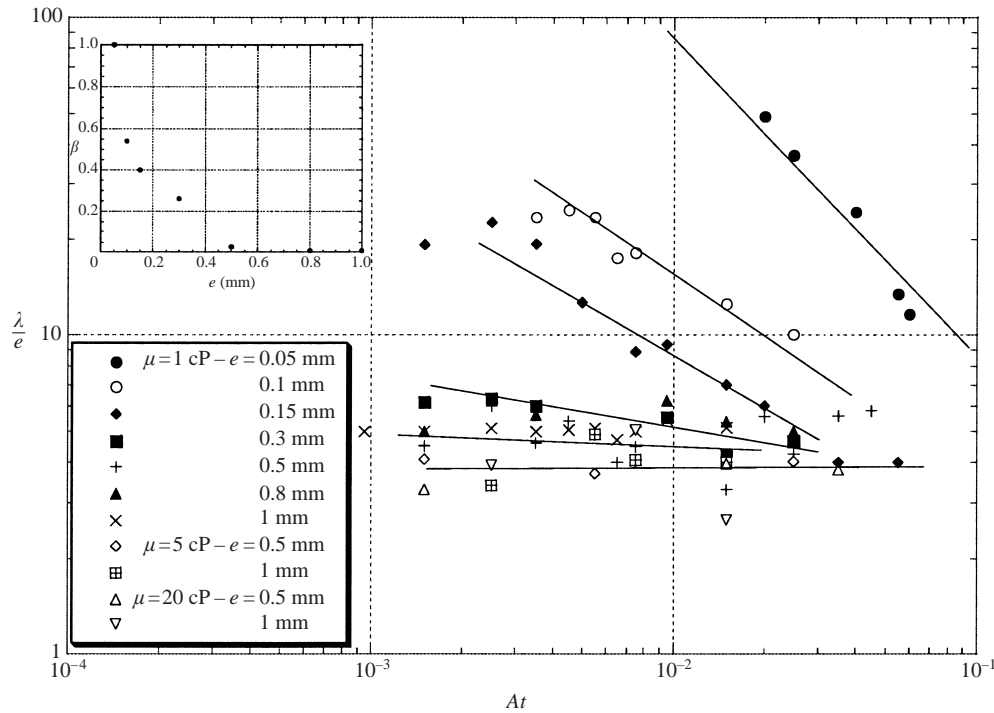 100
1.0
0.8
0.6
β
0.4
0.2
0 0.2 0.4 0.6 0.8 1.0
e (mm)
λ/e
10
μ=1 cP – e= 0.05 mm
0.1 mm
0.15 mm
0.3 mm
0.5 mm
0.8 mm
1 mm
μ=5 cP – e= 0.5 mm
1 mm
μ=20 cP – e= 0.5 mm
1 mm
1
10⁻⁴ 10⁻³ 10⁻² 10⁻¹
At